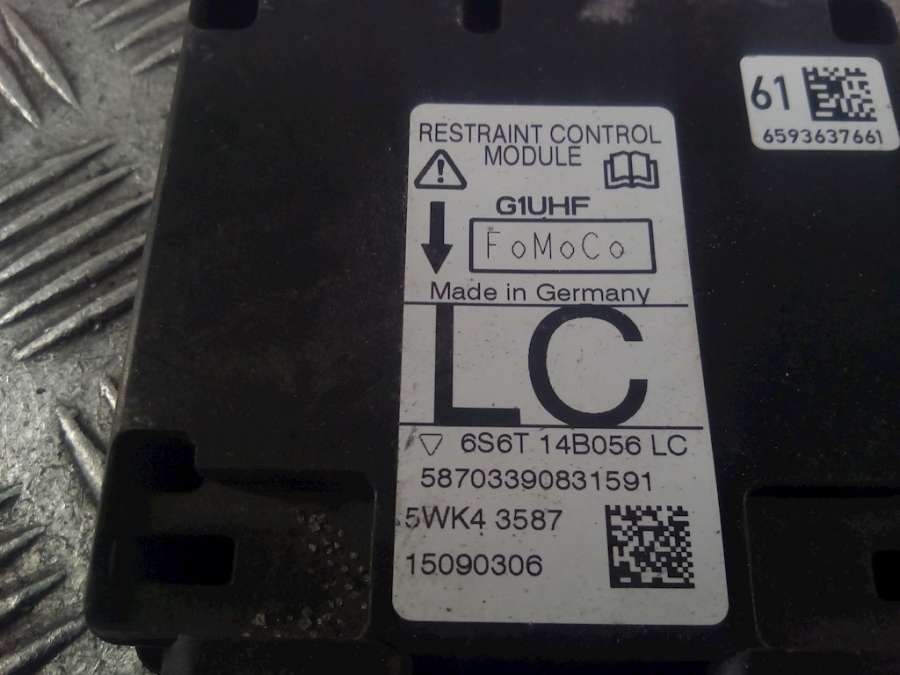 61
6593637661
RESTRAINT CONTROL
MODULE
G1UHF
FoMoCo
Made in Germany
LC
6S6T 14B056 LC
58703390831591
5WK4 3587
15090306